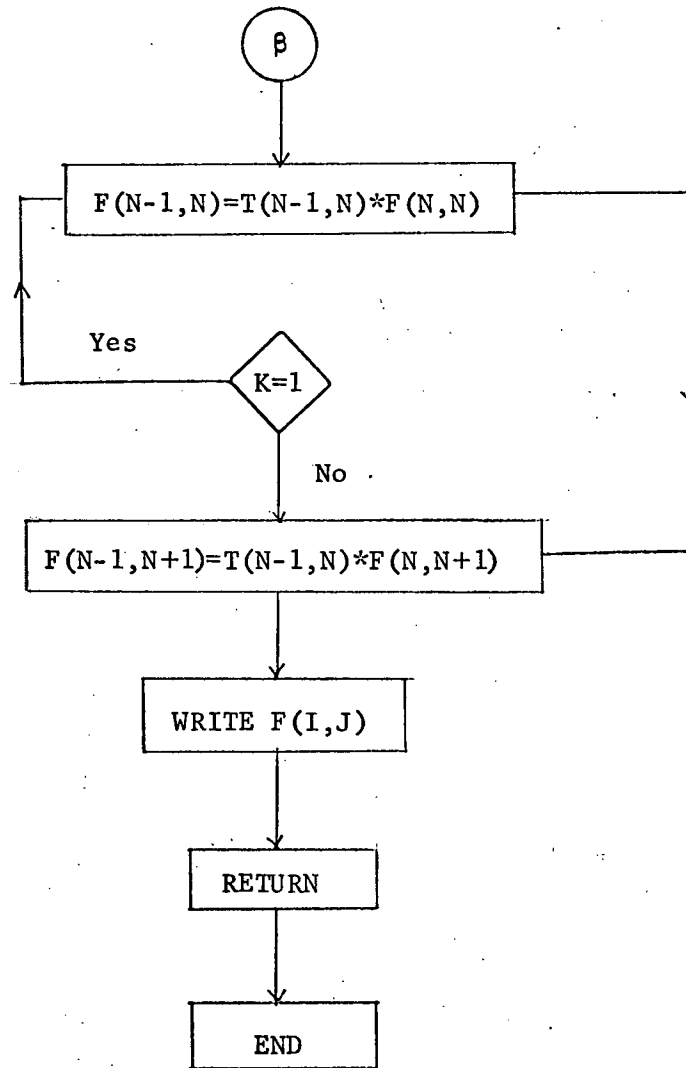 β
F(N-1,N)=T(N-1,N)*F(N,N)
Yes
K=1
No
F(N-1,N+1)=T(N-1,N)*F(N,N+1)
WRITE F(I,J)
RETURN
END